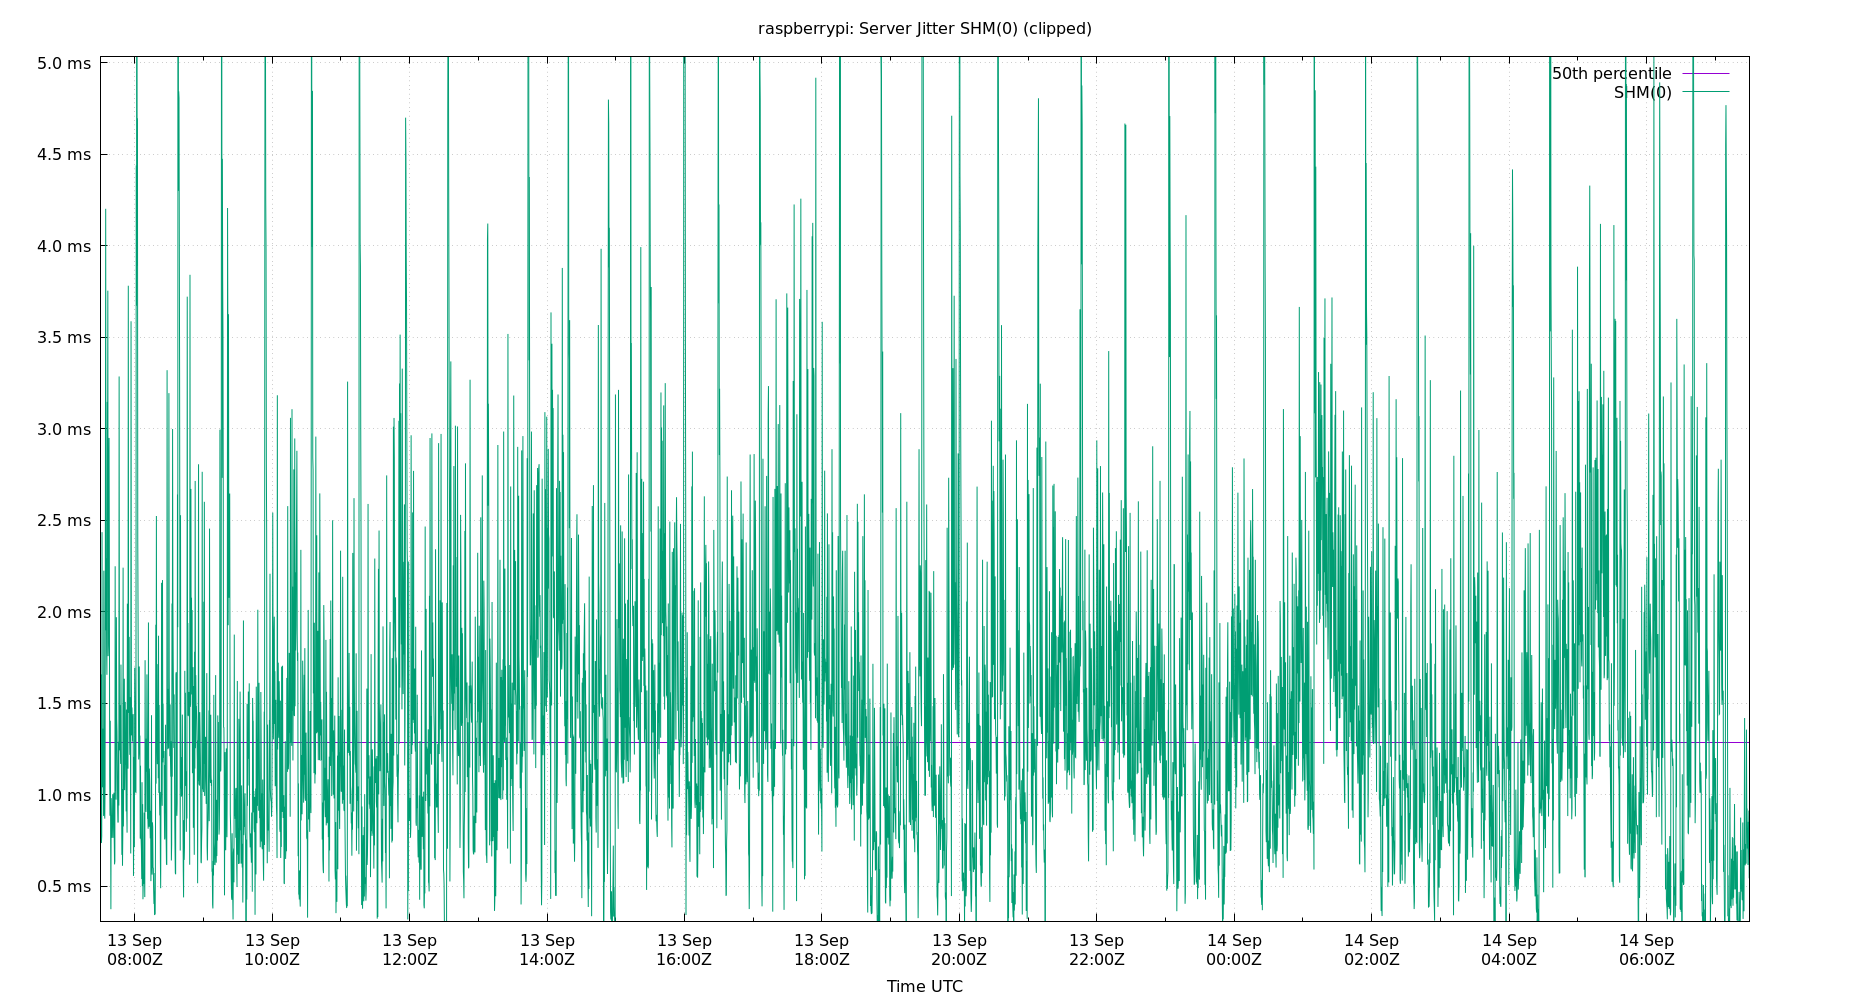 raspberrypi: Server Jitter SHM(0) (clipped)
5.0 ms
4.5 ms
4.0 ms
3.5 ms
3.0 ms
2.5 ms
2.0 ms
1.5 ms
1.0 ms
0.5 ms
50th percentile
SHM(0)
13 Sep 13 Sep 13 Sep 13 Sep 13 Sep 13 Sep 13 Sep 13 Sep 14 Sep 14 Sep 14 Sep 14 Sep
08:00Z 10:00Z 12:00Z 14:00Z 16:00Z 18:00Z 20:00Z 22:00Z 00:00Z 02:00Z 04:00Z 06:00Z
Time UTC